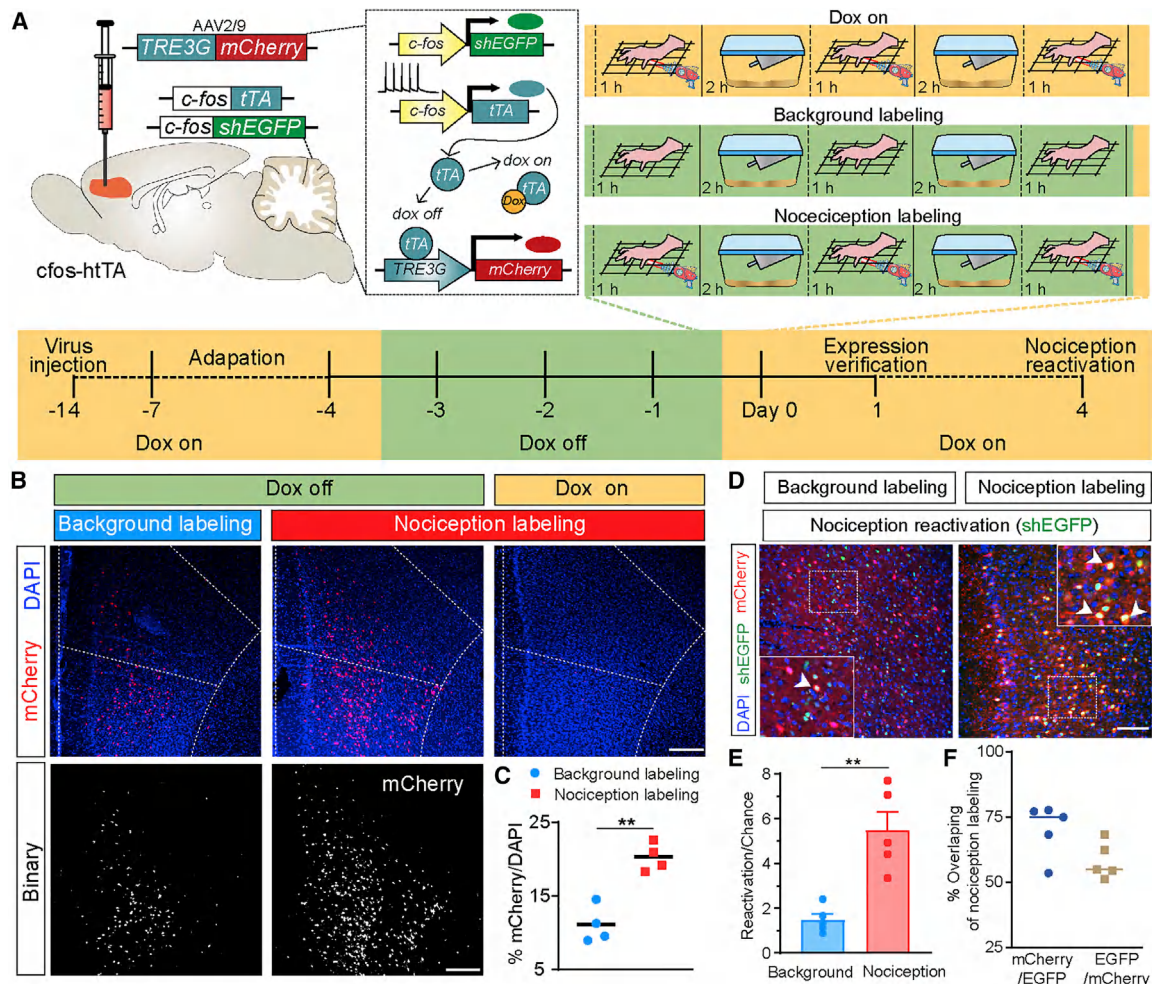 A
AAV2/9
TRE3G mCherry
c-fos tTA
c-fos shEGFP
cfos-htTA
c-fos shEGFP
c-fos tTA
tTA
dox on
tTA
Dox
dox off
tTA
TRE3G mCherry
Dox on
1 h 2 h 1 h 2 h 1 h
Background labeling
1 h 2 h 1 h 2 h 1 h
Noceiciception labeling
1 h 2 h 1 h 2 h 1 h
Virus
injection
Adapation
Expression
verification
Nociception
reactivation
-14 -7 -4 -3 -2 -1 Day 0 1 4
Dox on Dox off Dox on
B
Dox off Dox on
Background labeling Nociception labeling
mCherry DAPI
Binary
mCherry
C
Background labeling
Nociception labeling
**
% mCherry/DAPI
25
15
5
D
Background labeling Nociception labeling
Nociception reactivation (shEGFP)
DAPI shEGFP mCherry
E
**
Reactivation/Chance
8
6
4
2
0
Background Nociception
F
% Overlaping
of nociception labeling
100
75
50
25
mCherry
/EGFP
EGFP
/mCherry